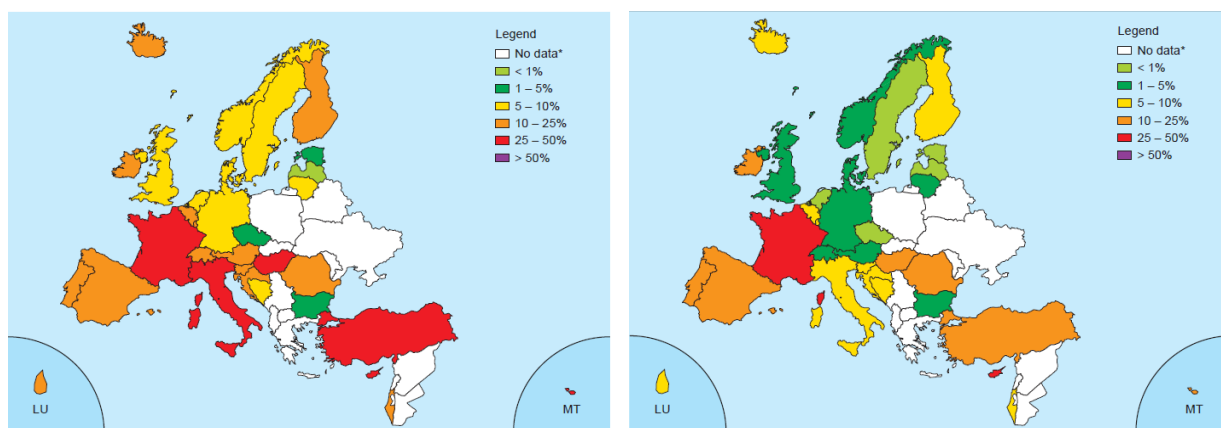 Legend
No data*
< 1%
1 – 5%
5 – 10%
10 – 25%
25 – 50%
> 50%
LU
MT
Legend
No data*
< 1%
1 – 5%
5 – 10%
10 – 25%
25 – 50%
> 50%
LU
MT